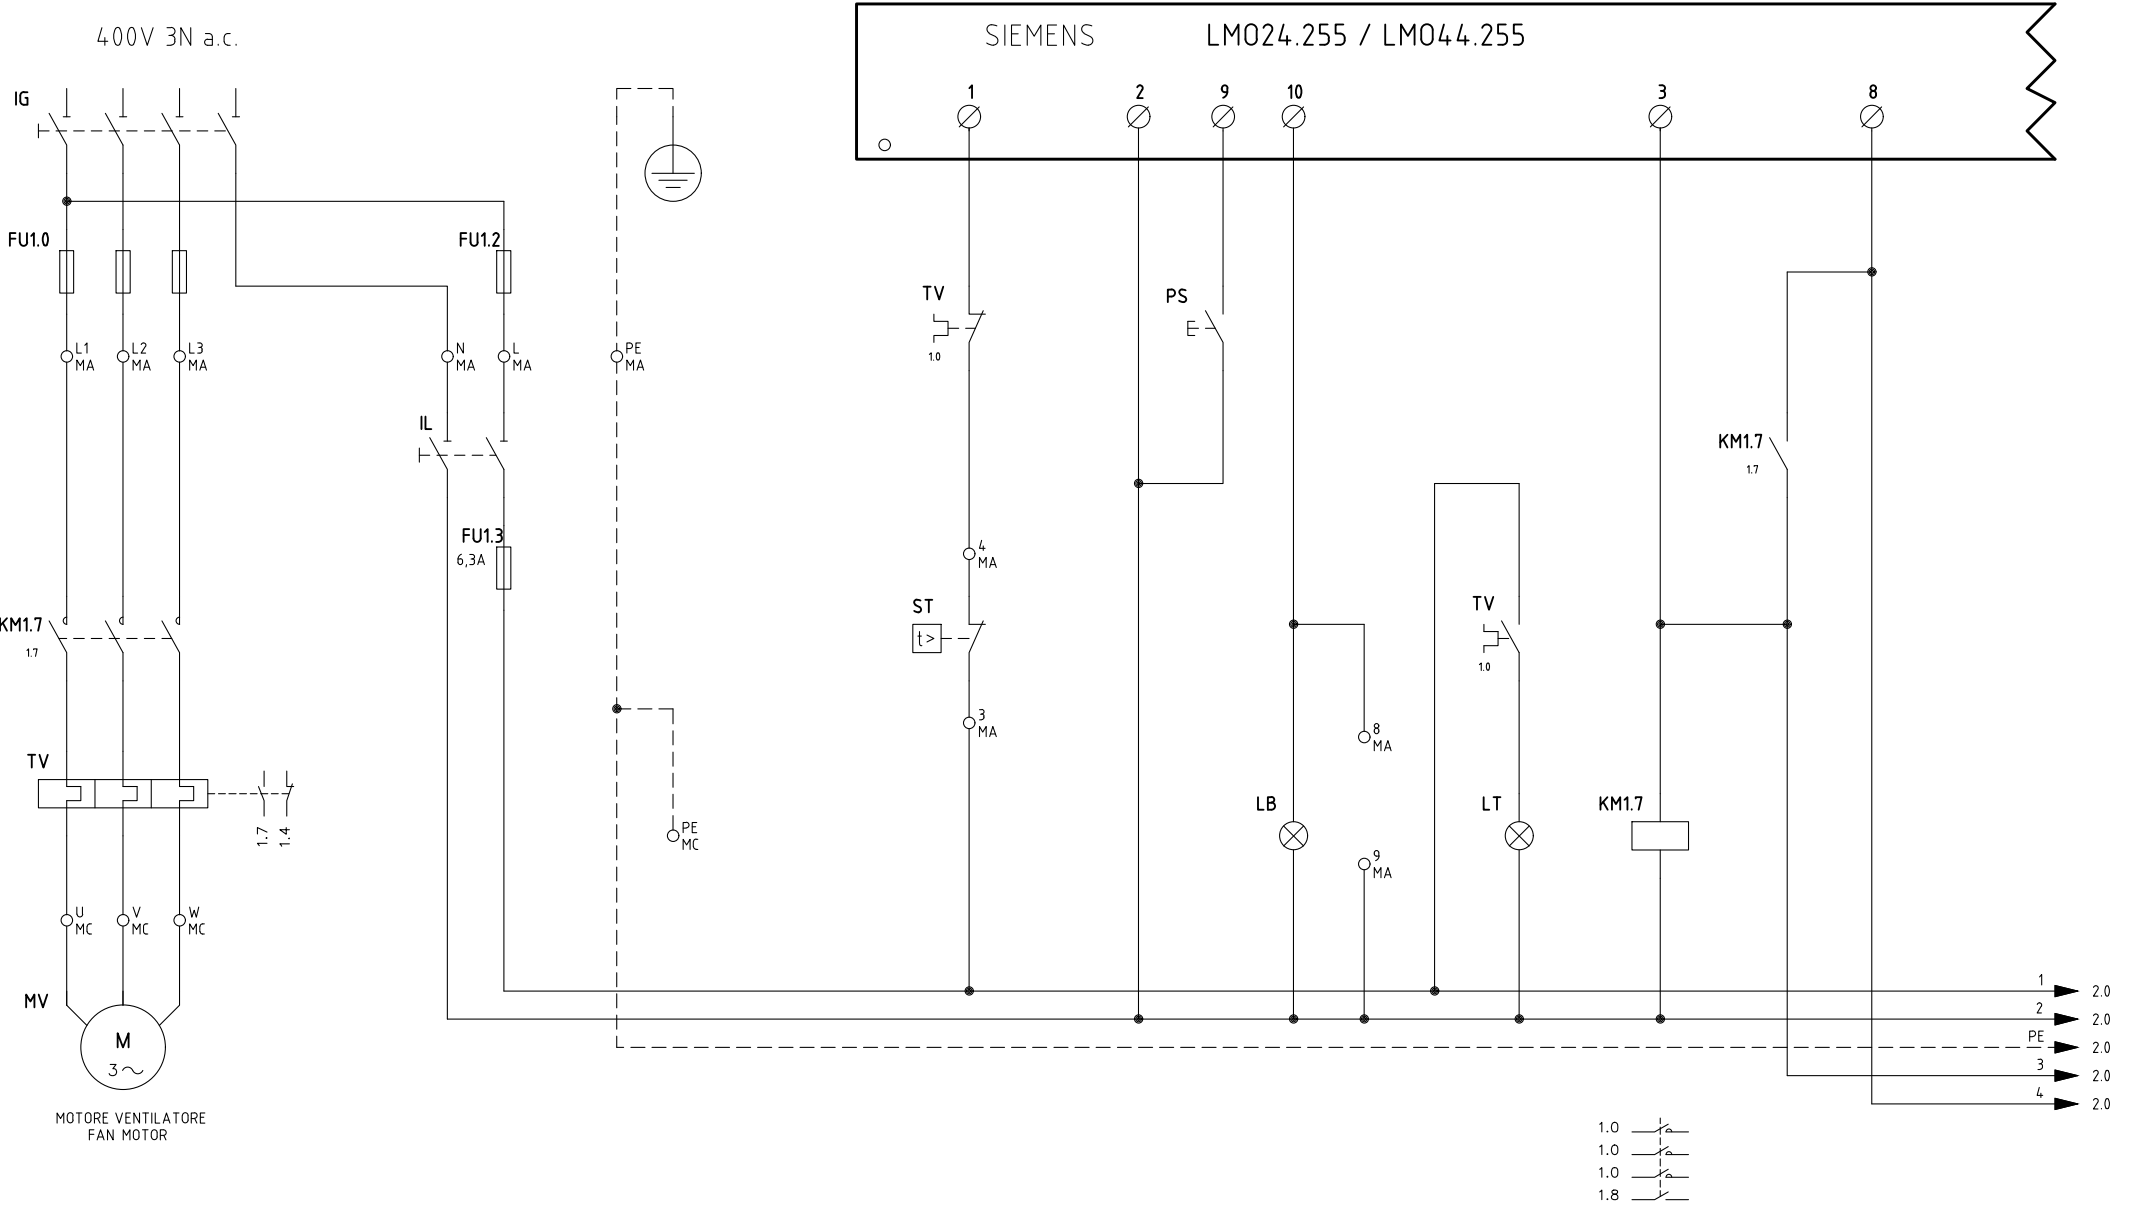 400V 3N a.c.
SIEMENS LMO24.255 / LMO44.255
IG
1 2 9 10 3 8
FU1.0
FU1.2
TV
1.0
PS
L1
MA
L2
MA
L3
MA
N
MA
L
MA
PE
MA
IL
KM1.7
1.7
FU1.3
6,3A
4
MA
ST
t>
TV
1.0
KM1.7
1.7
3
MA
8
MA
TV
1.7
1.4
PE
MC
LB
LT
KM1.7
9
MA
U
MC
V
MC
W
MC
MV
M
3~
MOTORE VENTILATORE
FAN MOTOR
1 2.0
2 2.0
PE 2.0
3 2.0
4 2.0
1.0
1.0
1.0
1.8